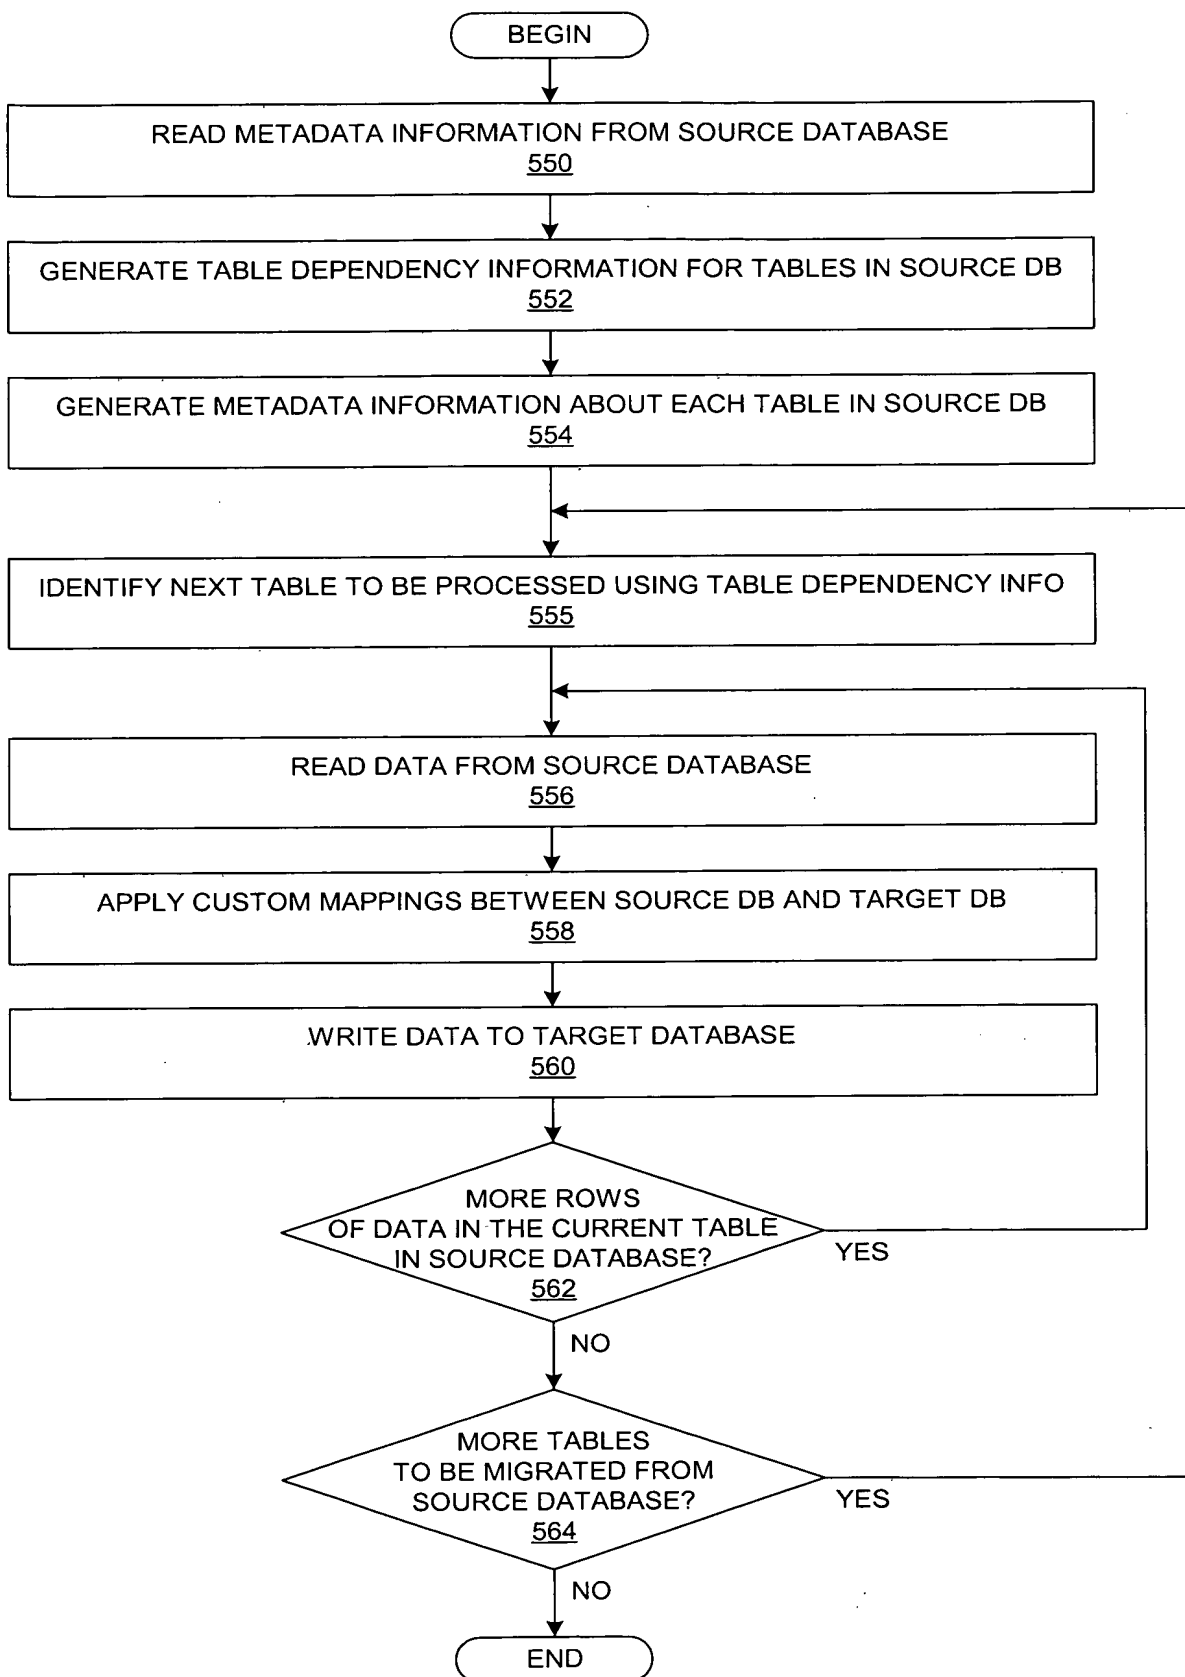 BEGIN
READ METADATA INFORMATION FROM SOURCE DATABASE
550
GENERATE TABLE DEPENDENCY INFORMATION FOR TABLES IN SOURCE DB
552
GENERATE METADATA INFORMATION ABOUT EACH TABLE IN SOURCE DB
554
IDENTIFY NEXT TABLE TO BE PROCESSED USING TABLE DEPENDENCY INFO
555
READ DATA FROM SOURCE DATABASE
556
APPLY CUSTOM MAPPINGS BETWEEN SOURCE DB AND TARGET DB
558
WRITE DATA TO TARGET DATABASE
560
MORE ROWS
OF DATA IN THE CURRENT TABLE
IN SOURCE DATABASE?
562
YES
NO
MORE TABLES
TO BE MIGRATED FROM
SOURCE DATABASE?
564
YES
NO
END